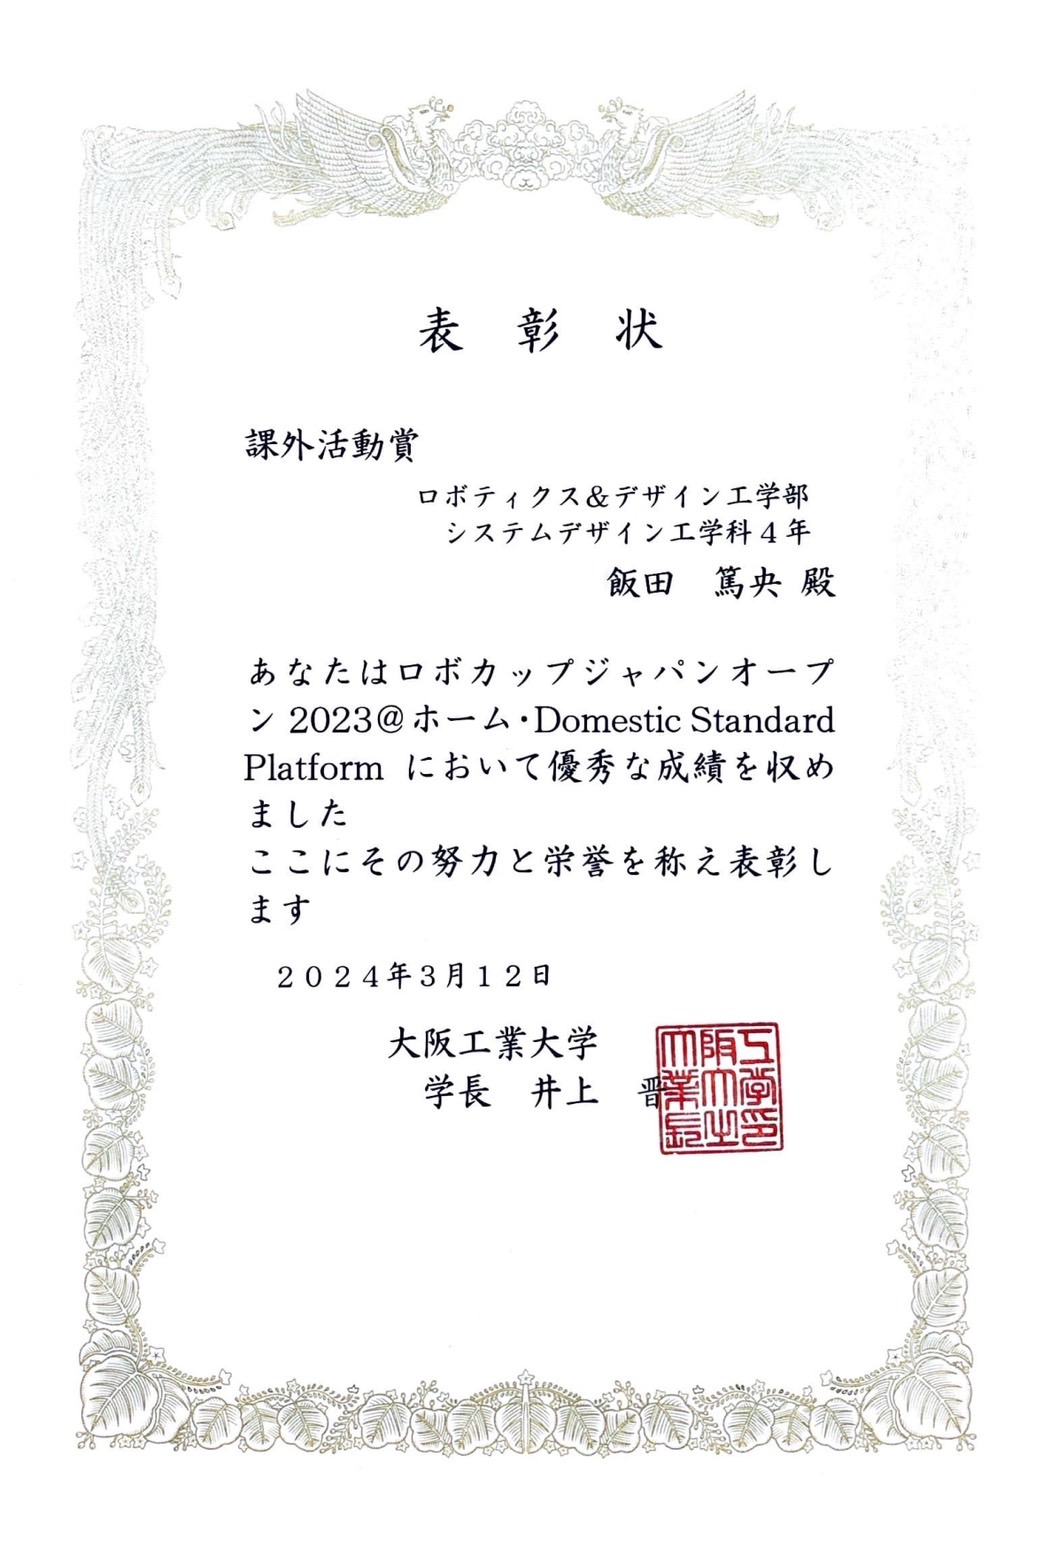 表 彰 状
課外活動賞
ロボティクス＆デザイン工学部
システムデザイン工学科４年
飯田　篤央 殿
あなたはロボカップジャパンオープ
ン 2023@ホーム・Domestic Standard
Platform において優秀な成績を収め
ました
ここにその努力と栄誉を称え表彰し
ます
２０２４年３月１２日
大阪工業大学
学長　井上　晋
大阪工
業大学
長之印